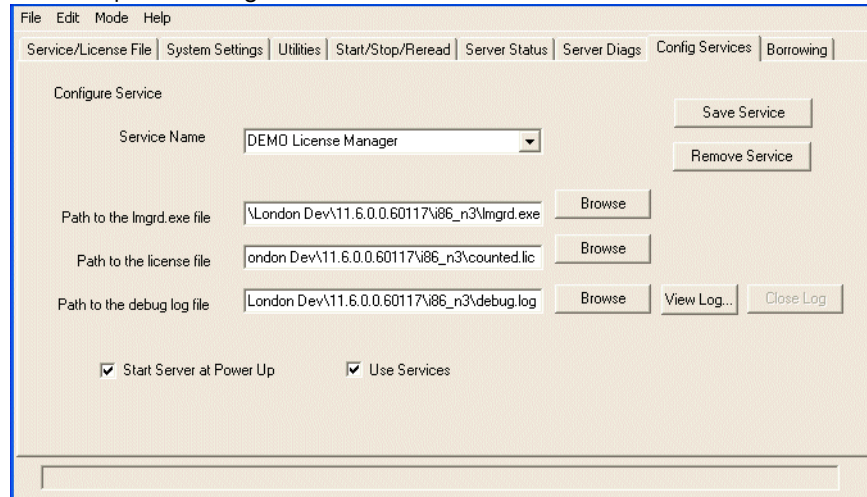 File Edit Mode Help
Service/License File System Settings Utilities Start/Stop/Reread Server Status Server Diags Config Services Borrowing
Configure Service
Save Service
Service Name DEMO License Manager
Remove Service
Path to the lmgrd.exe file \London Dev\11.6.0.0.60117\i86_n3\lmgrd.exe Browse
Path to the license file ondon Dev\11.6.0.0.60117\i86_n3\counted.lic Browse
Path to the debug log file London Dev\11.6.0.0.60117\i86_n3\debug.log Browse View Log... Close Log
Start Server at Power Up Use Services